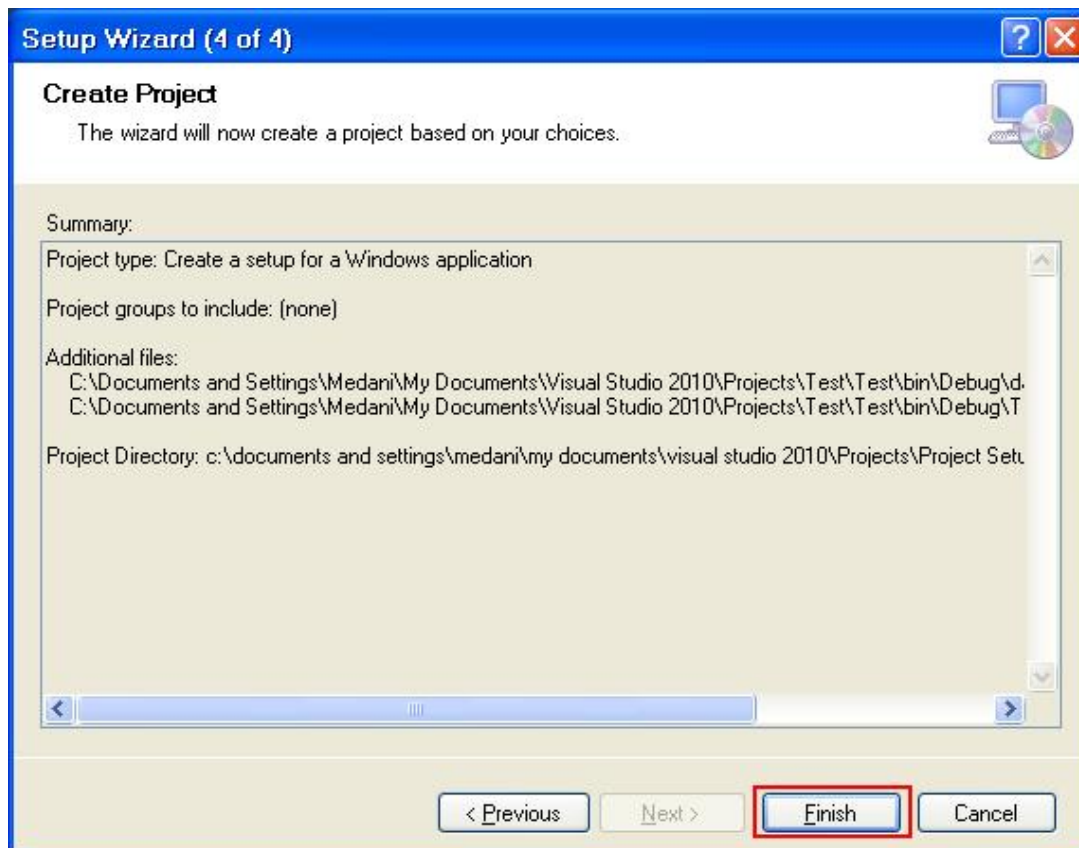 Setup Wizard (4 of 4)
Create Project
The wizard will now create a project based on your choices.
Summary:
Project type: Create a setup for a Windows application
Project groups to include: (none)
Additional files:
C:\Documents and Settings\Medani\My Documents\Visual Studio 2010\Projects\Test\Test\bin\Debug\d
C:\Documents and Settings\Medani\My Documents\Visual Studio 2010\Projects\Test\Test\bin\Debug\T
Project Directory: c:\documents and settings\medani\my documents\visual studio 2010\Projects\Project Setu
< Previous Next > Finish Cancel